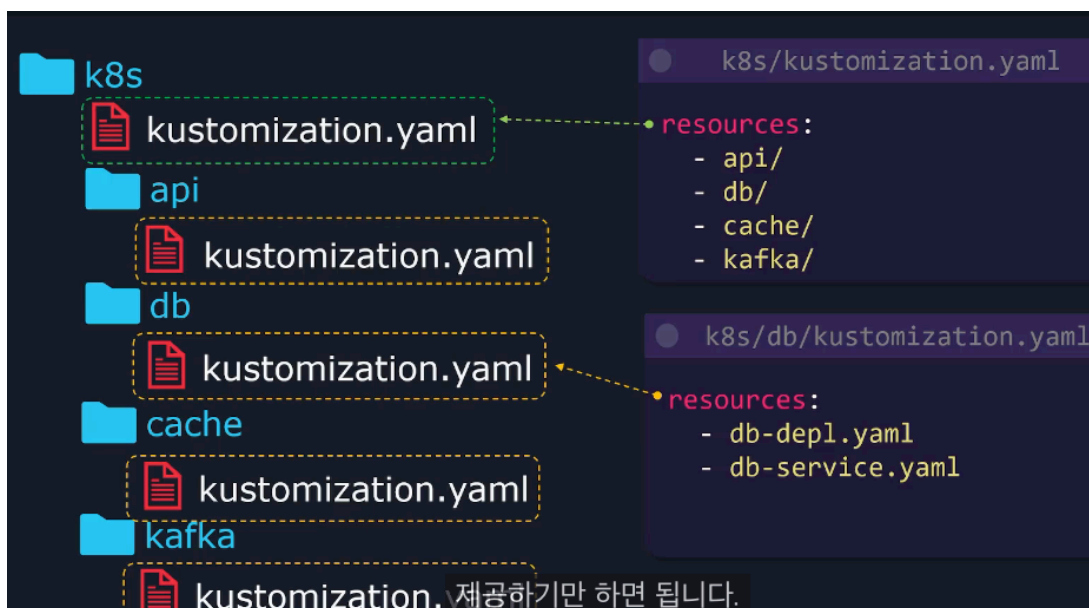 k8s
kustomization.yaml
api
kustomization.yaml
db
kustomization.yaml
cache
kustomization.yaml
kafka
kustomization.
k8s/kustomization.yaml
resources:
- api/
- db/
- cache/
- kafka/
k8s/db/kustomization.yaml
resources:
- db-depl.yaml
- db-service.yaml
제공하기만 하면 됩니다.